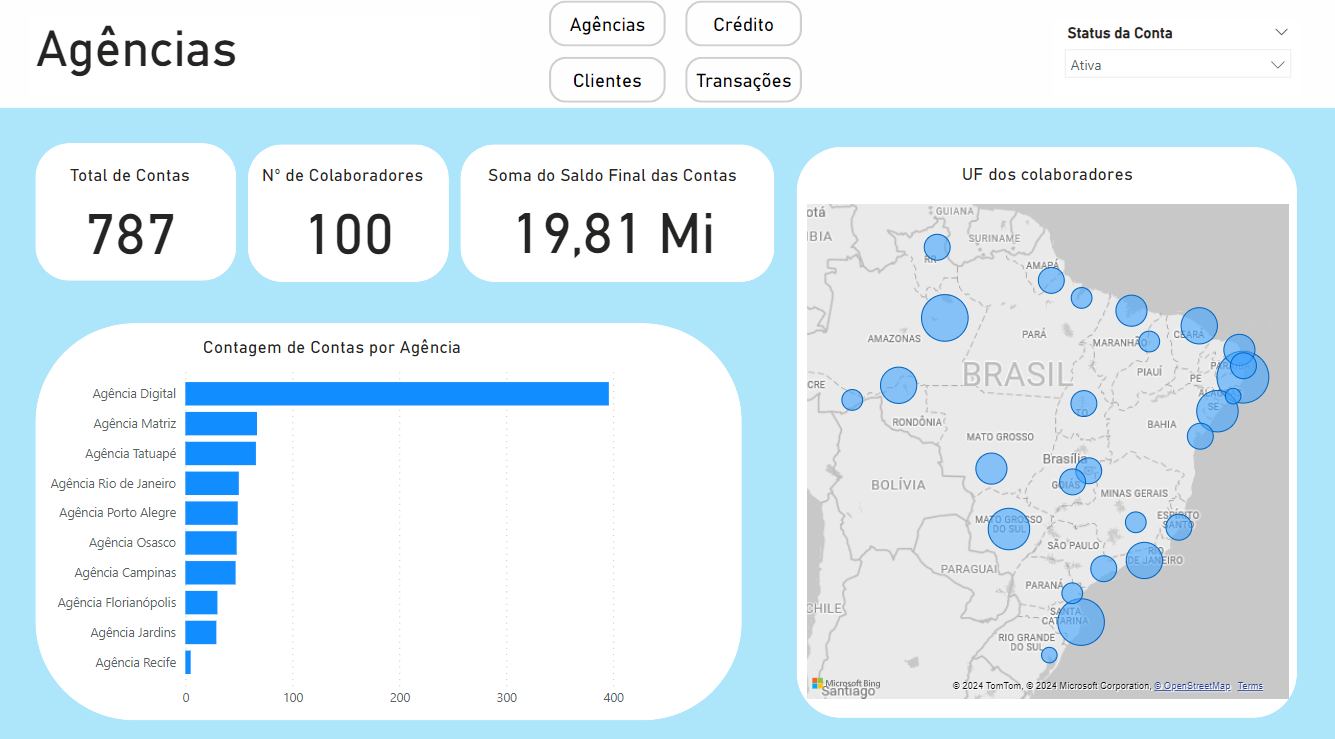 Agências
Agências
Crédito
Clientes
Transações
Status da Conta
Ativa
Total de Contas
787
N° de Colaboradores
100
Soma do Saldo Final das Contas
19,81 Mi
Contagem de Contas por Agência
Agência Digital
Agência Matriz
Agência Tatuapé
Agência Rio de Janeiro
Agência Porto Alegre
Agência Osasco
Agência Campinas
Agência Florianópolis
Agência Jardins
Agência Recife
0 100 200 300 400
UF dos colaboradores
otá
GUIANA
BIA
SURINAME
RR
AMAPÁ
AMAZONAS
PARÁ
MARANHÃO
CEARÁ
BRASIL
PIAUÍ
PE
CRE
TO
SE
RONDÔNIA
BAHIA
MATO GROSSO
Brasília
BOLÍVIA
GOIÁS
MINAS GERAIS
MATO GROSSO
DO SUL
ESPÍRITO
SANTO
SÃO PAULO
RIO
DE JANEIRO
PARAGUAI
PARANÁ
CHILE
SANTA
CATARINA
RIO GRANDE
DO SUL
Microsoft Bing
Santiago
© 2024 TomTom, © 2024 Microsoft Corporation, © OpenStreetMap Terms